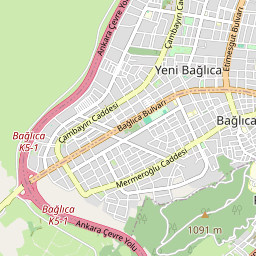 Çambayırı Caddesi
Etimesgut Bulvarı
Ankara Çevre Yolu
Yeni Bağlıca
Bağlıca Bulvarı
Çambayırı Caddesi
Bağlıca
Bağlıca
K5-1
Mermeroğlu Caddesi
Bağlıca
K5-1
Ankara Çevre Yolu
1091 m